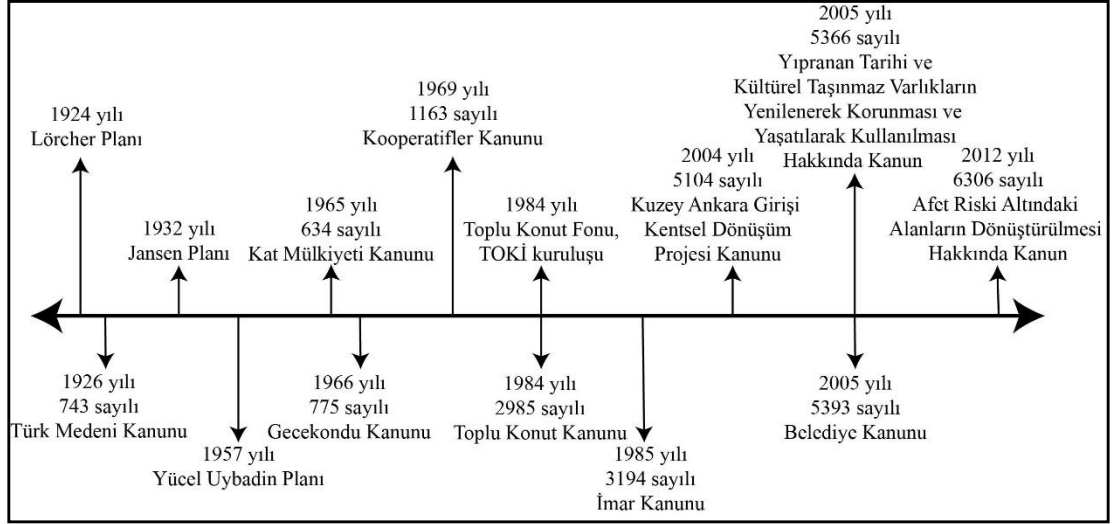 1924 yılı
Lörcher Planı
1926 yılı
743 sayılı
Türk Medeni Kanunu
1932 yılı
Jansen Planı
1957 yılı
Yücel Uybadin Planı
1965 yılı
634 sayılı
Kat Mülkiyeti Kanunu
1966 yılı
775 sayılı
Gecekondu Kanunu
1969 yılı
1163 sayılı
Kooperatifler Kanunu
1984 yılı
Toplu Konut Fonu,
TOKİ kuruluşu
1984 yılı
2985 sayılı
Toplu Konut Kanunu
1985 yılı
3194 sayılı
İmar Kanunu
2004 yılı
5104 sayılı
Kuzey Ankara Girişi
Kentsel Dönüşüm
Projesi Kanunu
2005 yılı
5366 sayılı
Yıpranan Tarihi ve
Kültürel Taşınmaz Varlıkların
Yenilenerek Korunması ve
Yaşatılarak Kullanılması
Hakkında Kanun
2005 yılı
5393 sayılı
Belediye Kanunu
2012 yılı
6306 sayılı
Afet Riski Altındaki
Alanların Dönüştürülmesi
Hakkında Kanun